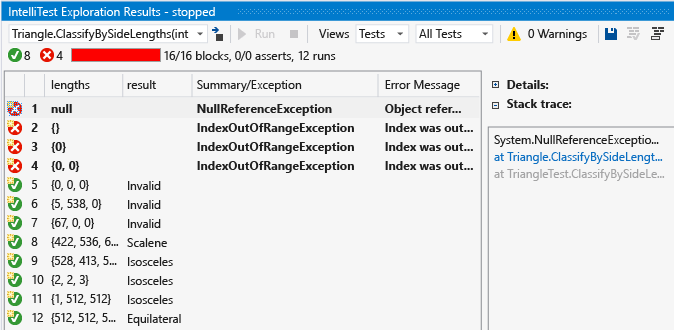 IntelliTest Exploration Results - stopped
Triangle.ClassifyBySideLengths(int Run Views Tests All Tests 0 Warnings
8 4 16/16 blocks, 0/0 asserts, 12 runs
lengths result Summary/Exception Error Message
1 null NullReferenceException Object refer...
2 {} IndexOutOfRangeException Index was out...
3 {0} IndexOutOfRangeException Index was out...
4 {0, 0} IndexOutOfRangeException Index was out...
5 {0, 0, 0} Invalid
6 {5, 538, 0} Invalid
7 {67, 0, 0} Invalid
8 {422, 536, 6... Scalene
9 {528, 413, 5... Isosceles
10 {2, 2, 3} Isosceles
11 {1, 512, 512} Isosceles
12 {512, 512, 5... Equilateral
Details:
Stack trace:
System.NullReferenceExceptio...
at Triangle.ClassifyBySideLengt...
at TriangleTest.ClassifyBySideLe...